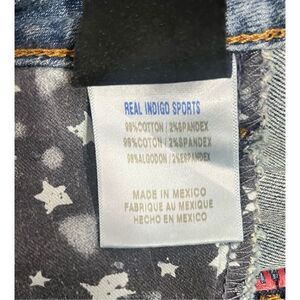 REAL INDIGO SPORTS
98%COTTON / 2%SPANDEX
98%COTON / 2%SPANDEX
98%ALGODON / 2%ESPANDEX
MADE IN MEXICO
FABRIQUE AU MEXIQUE
HECHO EN MEXICO